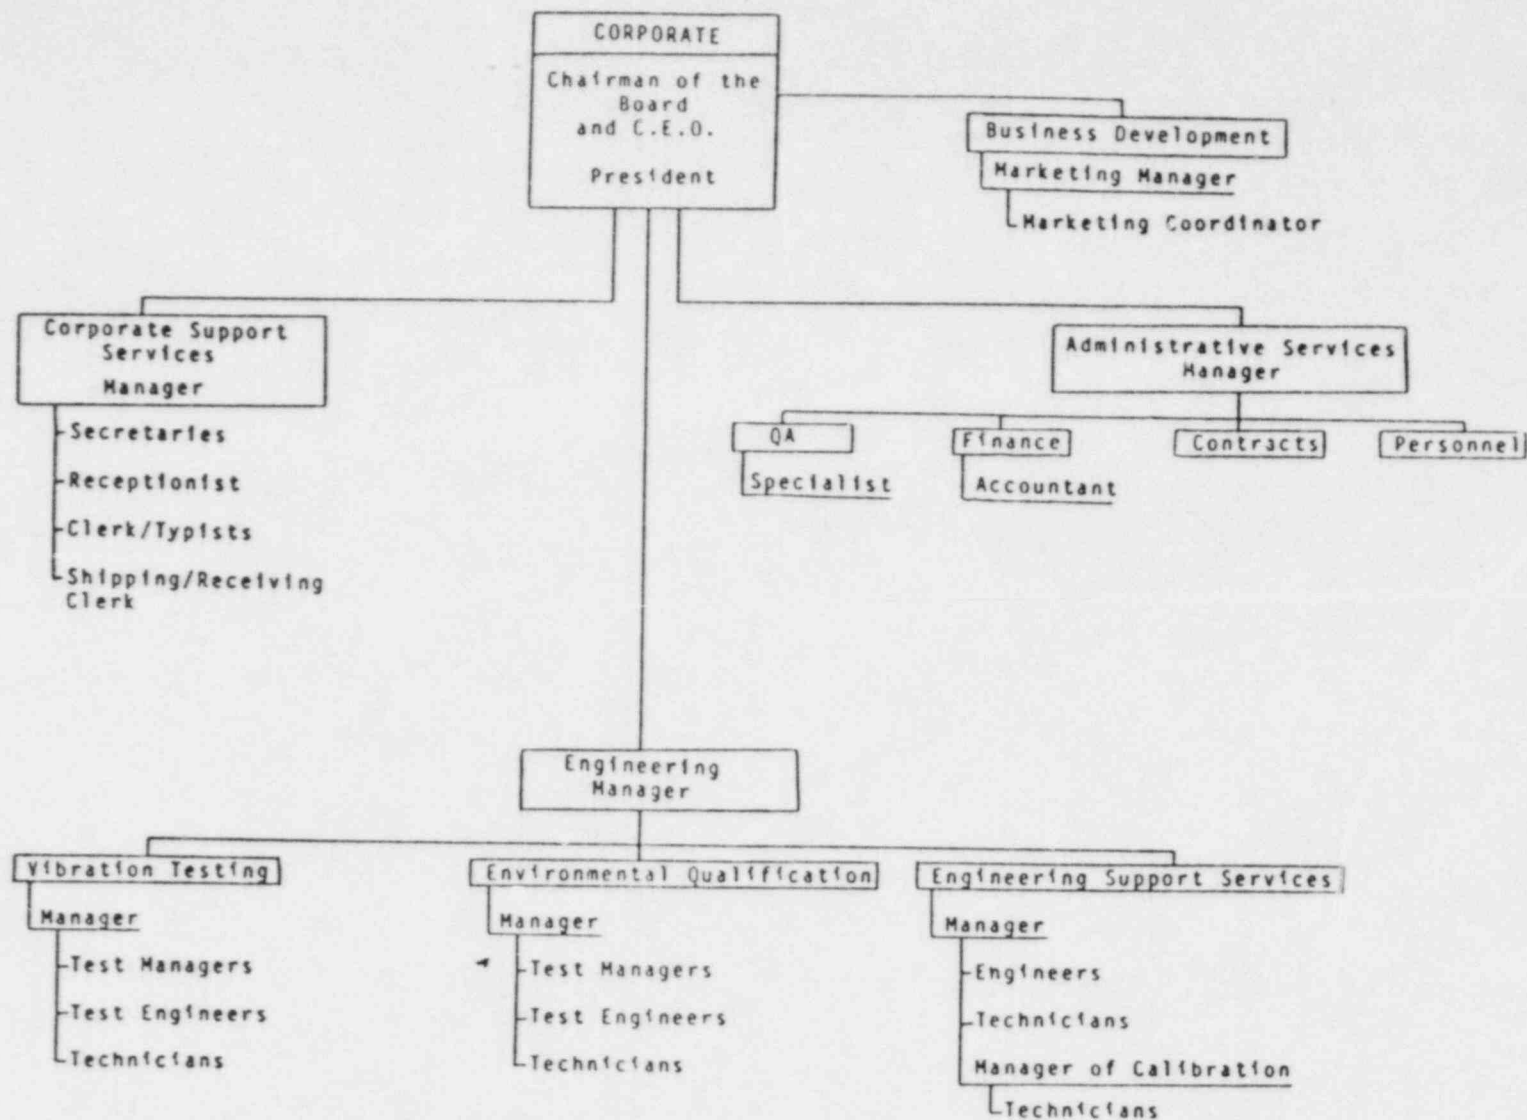 CORPORATE
Chairman of the
Board
and C.E.O.
President
Business Development
Marketing Manager
Marketing Coordinator
Corporate Support
Services
Manager
Secretaries
Receptionist
Clerk/Typists
Shipping/Receiving
Clerk
Administrative Services
Manager
QA
Specialist
Finance
Accountant
Contracts
Personnel
Engineering
Manager
Vibration Testing
Manager
Test Managers
Test Engineers
Technicians
Environmental Qualification
Manager
Test Managers
Test Engineers
Technicians
Engineering Support Services
Manager
Engineers
Technicians
Manager of Calibration
Technicians